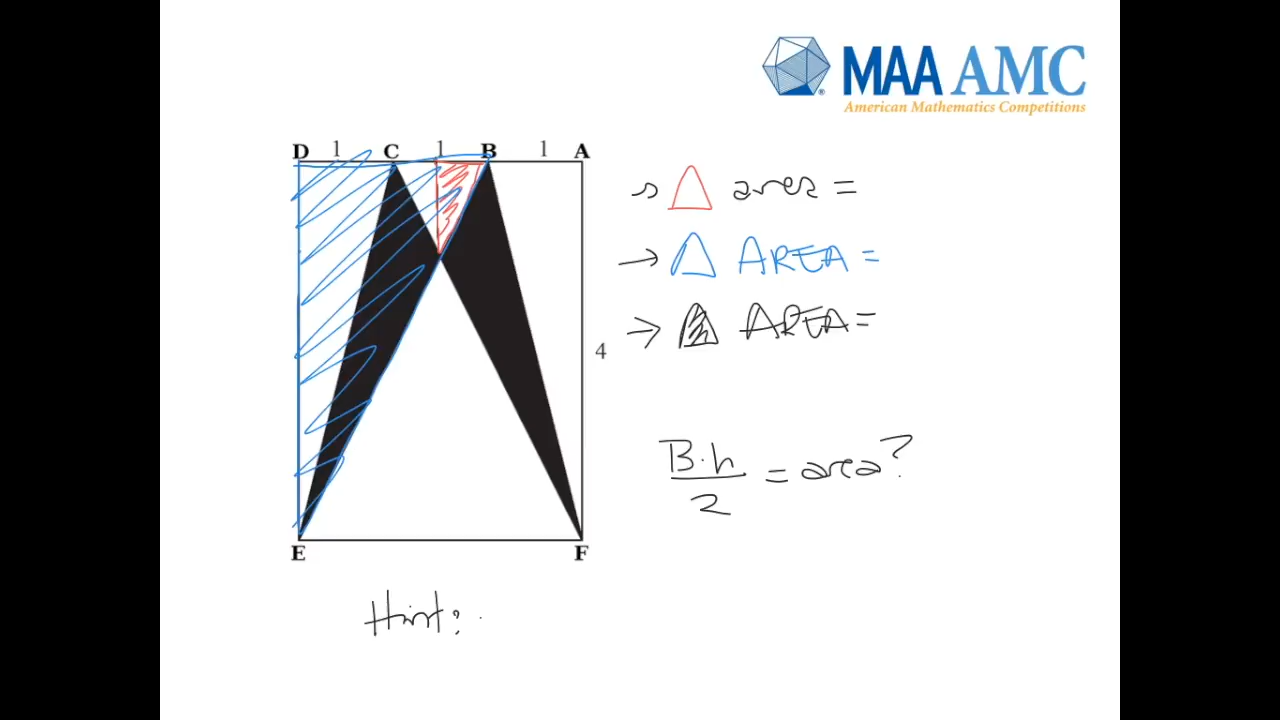 MAA AMC
American Mathematics Competitions
D 1 C 1 B 1 A
→ △ area =
→ △ AREA =
→ △ AREA =
4
B·h
2
= area?
E F
Hint: